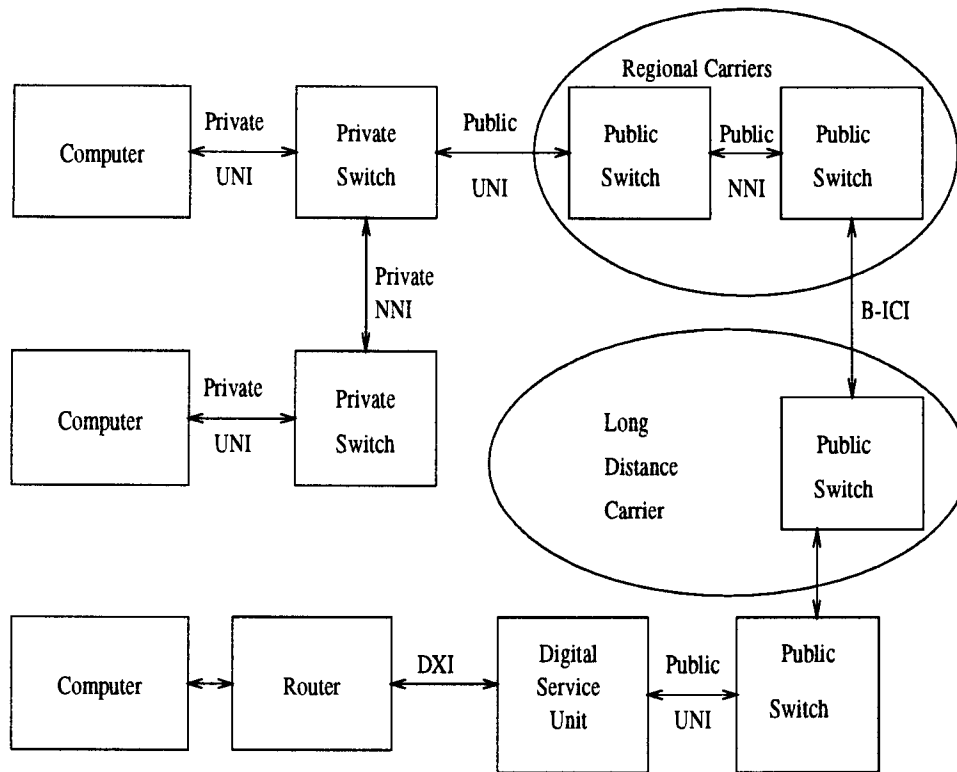 Regional Carriers
Computer
Private
UNI
Private
Switch
Public
UNI
Public
Switch
Public
NNI
Public
Switch
Private
NNI
B-ICI
Computer
Private
UNI
Private
Switch
Long
Distance
Carrier
Public
Switch
Computer
Router
DXI
Digital
Service
Unit
Public
UNI
Public
Switch